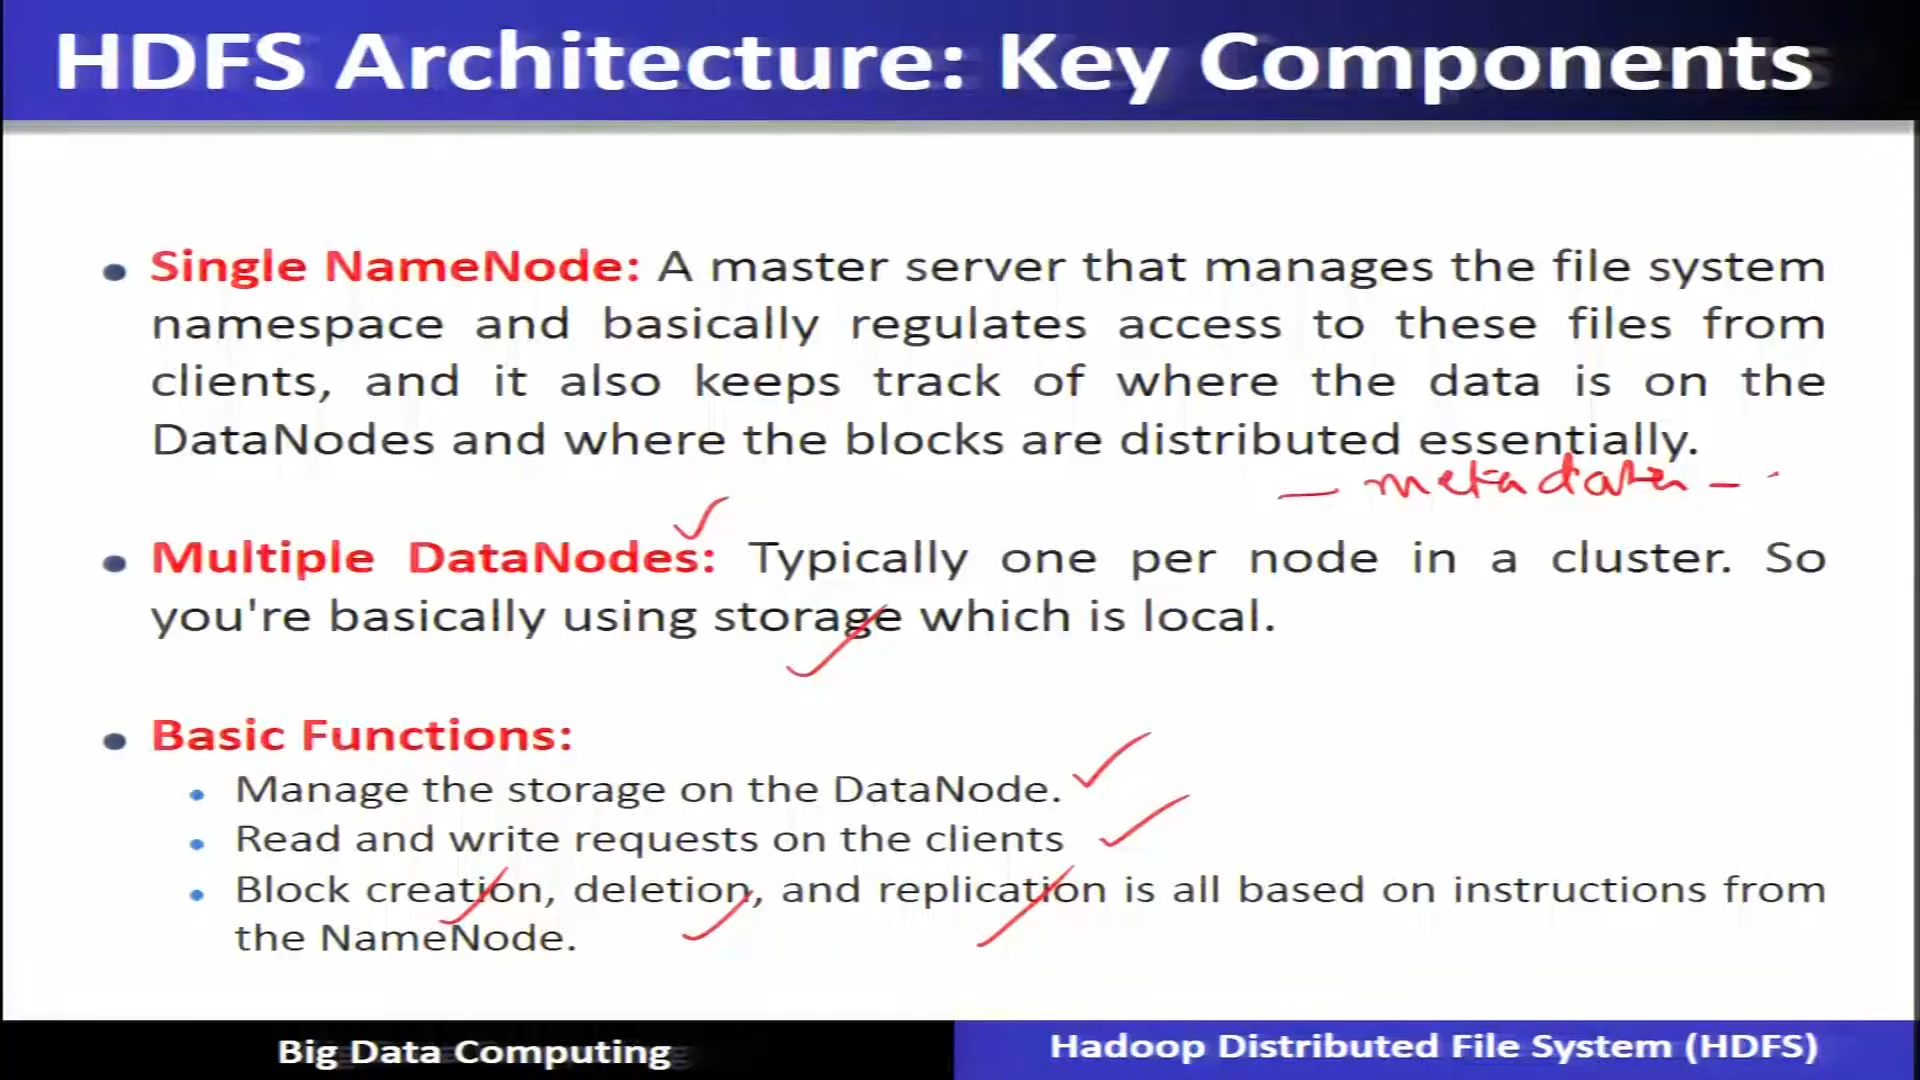 HDFS Architecture: Key Components
• Single NameNode: A master server that manages the file system
namespace and basically regulates access to these files from
clients, and it also keeps track of where the data is on the
DataNodes and where the blocks are distributed essentially.
— metadata —
• Multiple DataNodes: Typically one per node in a cluster. So
you're basically using storage which is local.
• Basic Functions:
• Manage the storage on the DataNode.
• Read and write requests on the clients
• Block creation, deletion, and replication is all based on instructions from
the NameNode.
Big Data Computing
Hadoop Distributed File System (HDFS)